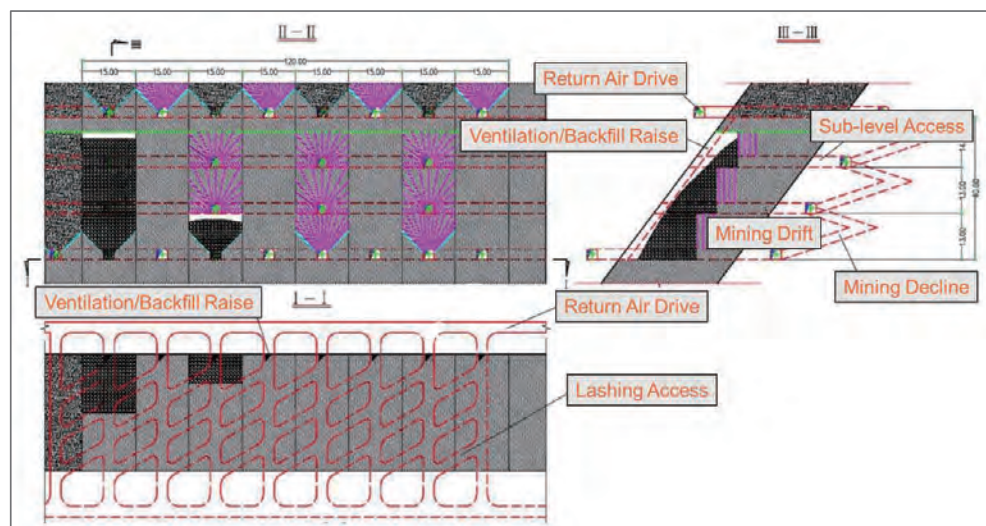 II – II
III
120.00
15.00 15.00 15.00 15.00 15.00 15.00 15.00 15.00
III – III
Return Air Drive
Ventilation/Backfill Raise
Sub-level Access
13.00
13.00
40.00
Mining Drift
Mining Decline
I – I
Ventilation/Backfill Raise
Return Air Drive
Lashing Access